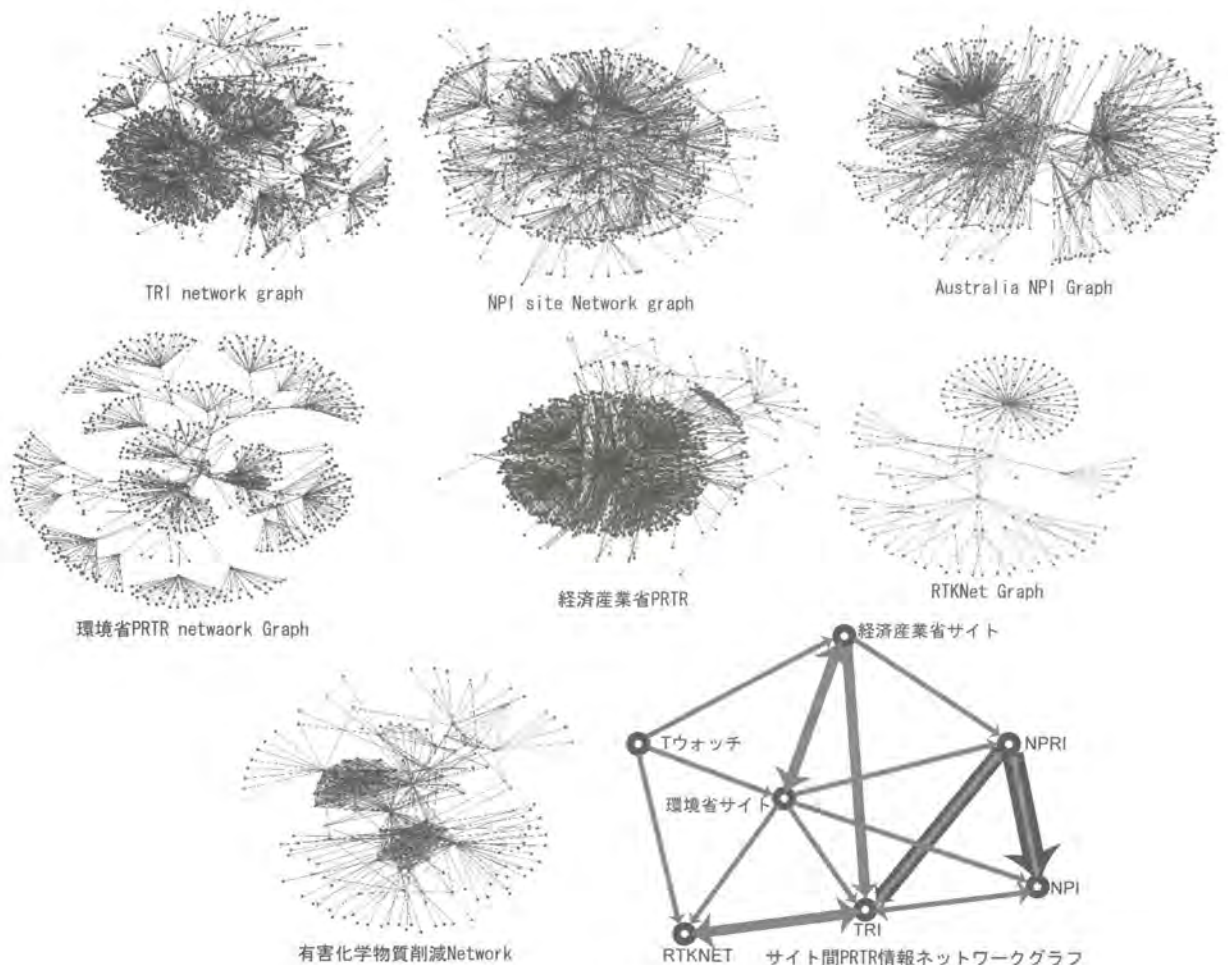 TRI network graph
NPI site Network graph
Australia NPI Graph
環境省PRTR netwaork Graph
経済産業省PRTR
RTKNet Graph
有害化学物質削減Network
経済産業省サイト
Tウォッチ
NPRI
環境省サイト
NPI
TRI
RTKNET
サイト間PRTR情報ネットワークグラフ